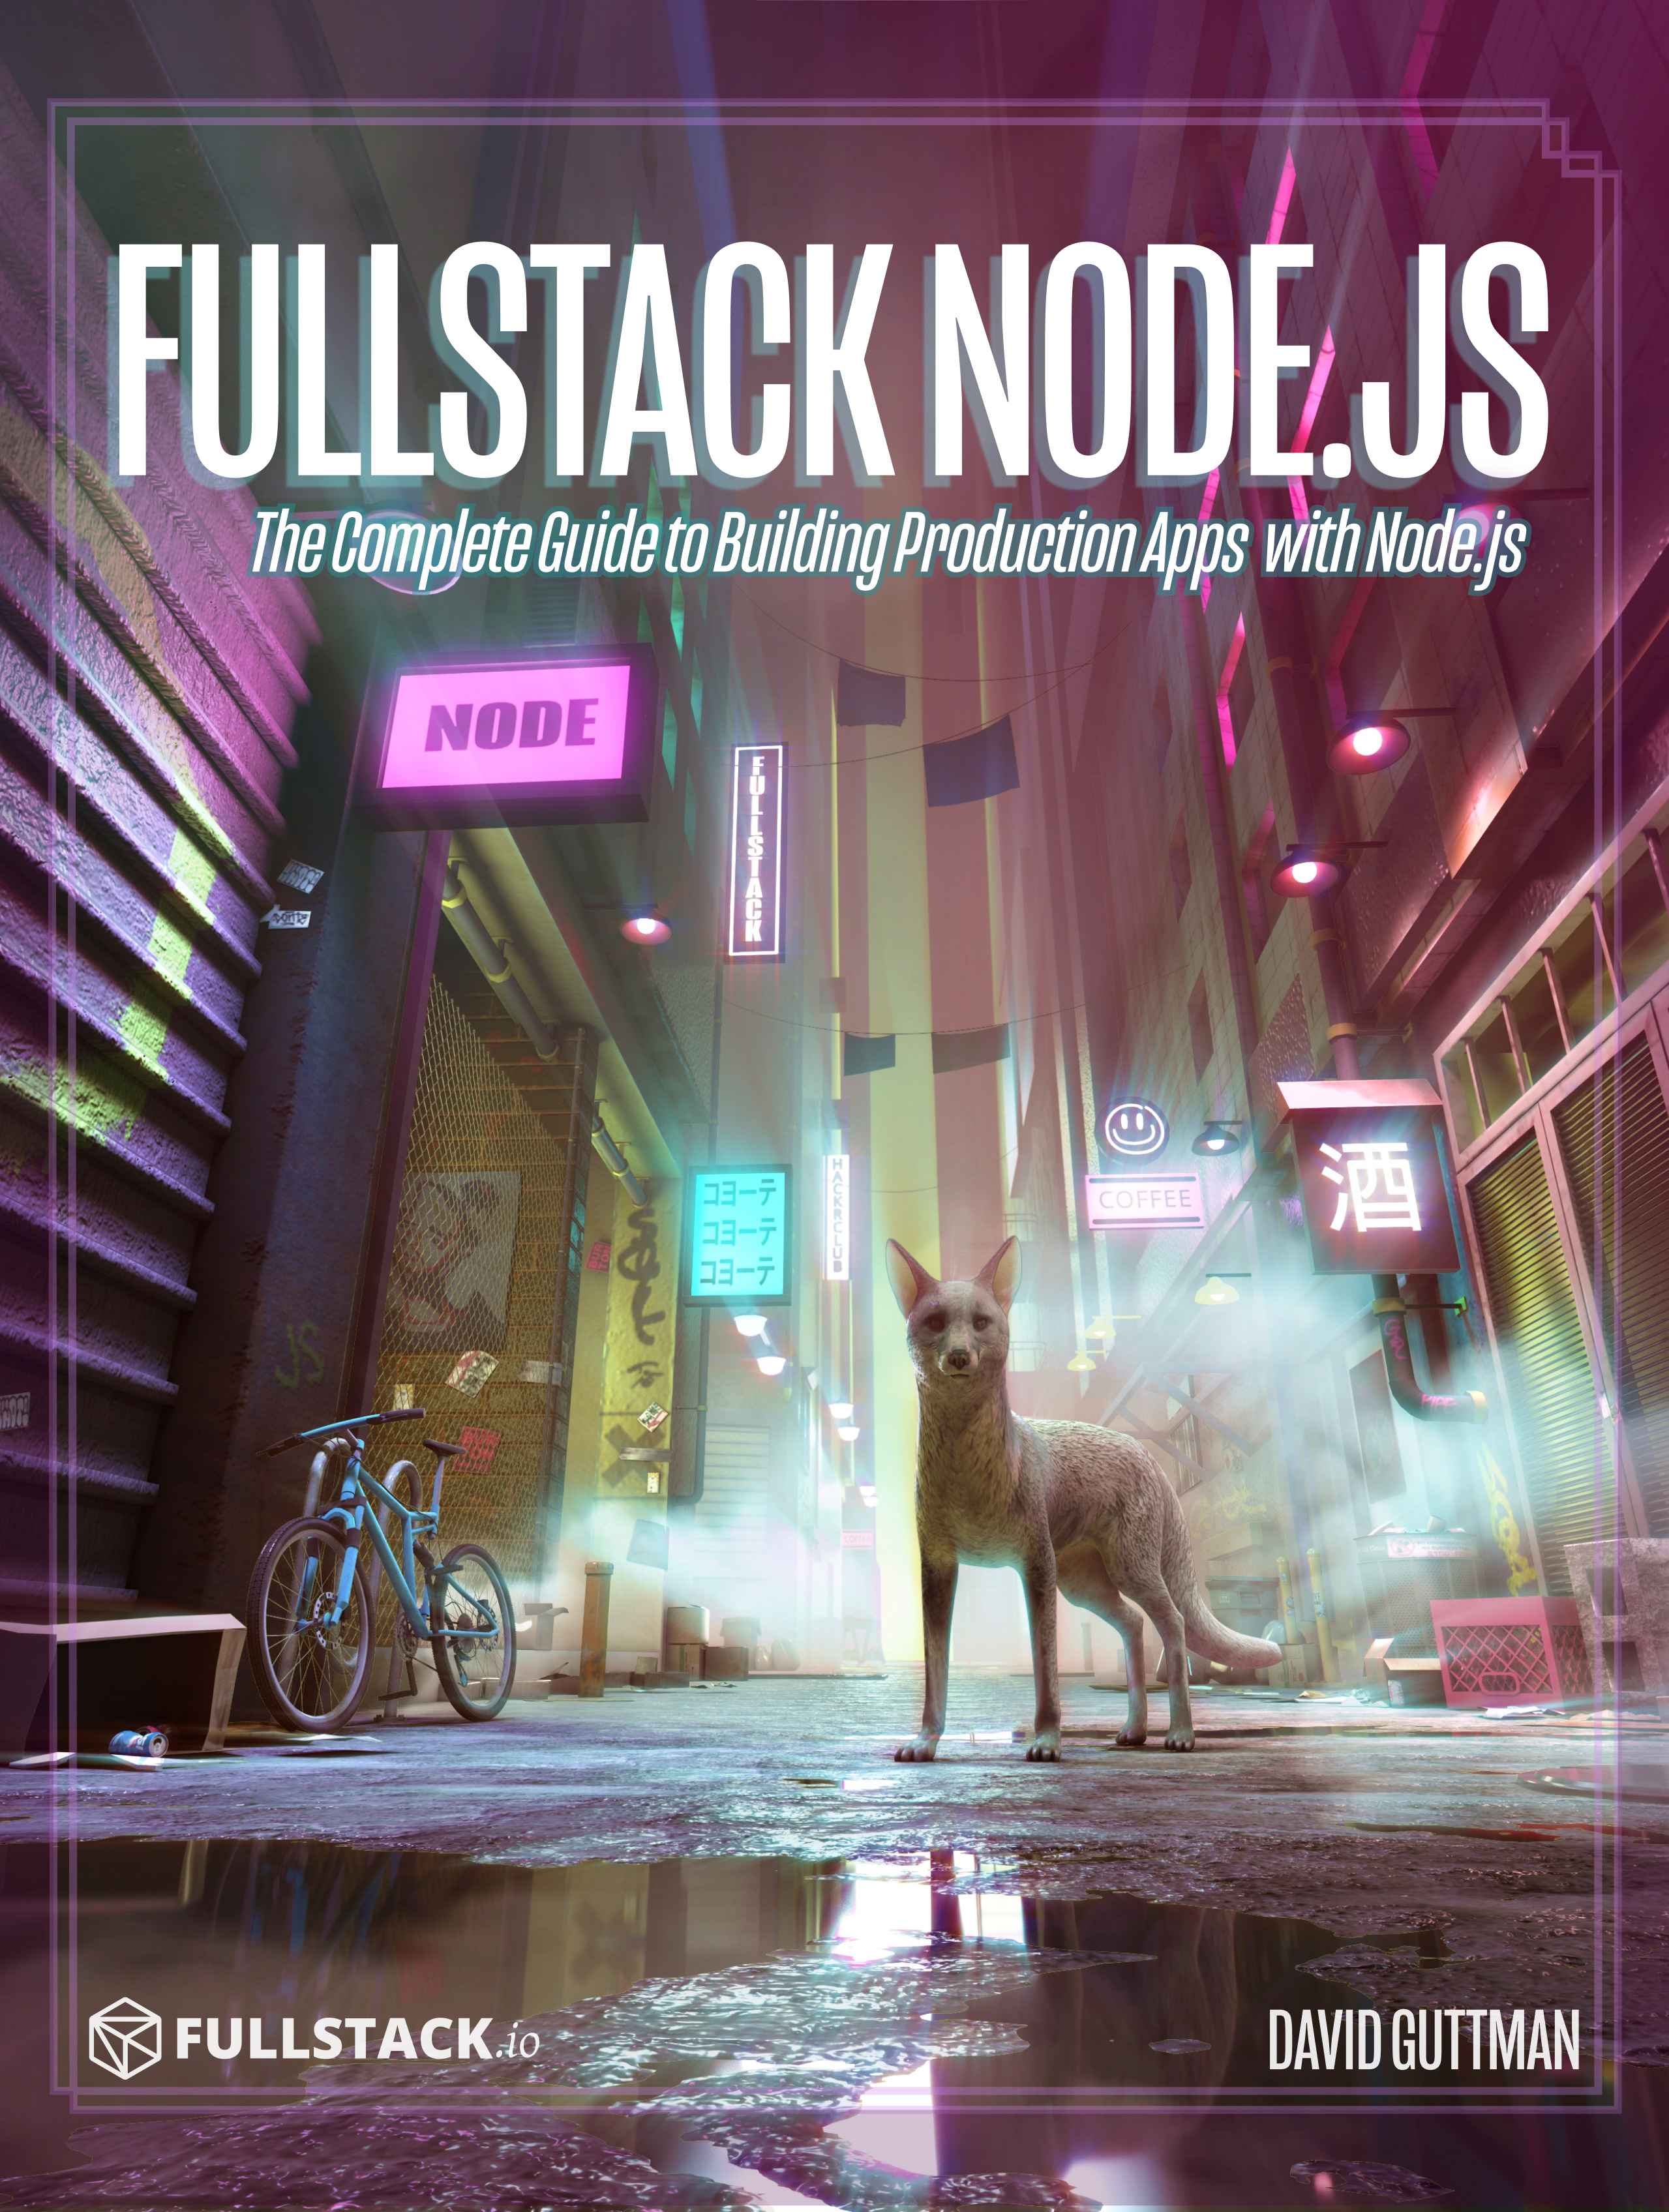 FULLSTACK NODE.JS
The Complete Guide to Building Production Apps with Node.js
NODE
FULLSTACK
コヨーテ
コヨーテ
コヨーテ
HACKRCLUB
COFFEE
酒
JS
FULLSTACK.io
DAVID GUTTMAN